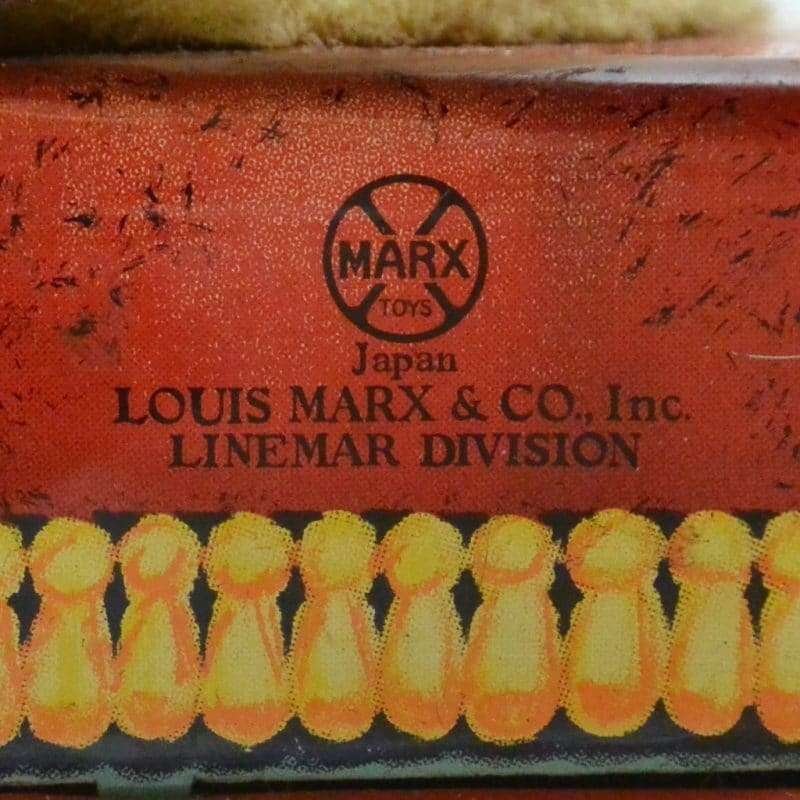 MARX
TOYS
Japan
LOUIS MARX & CO., Inc.
LINEMAR DIVISION